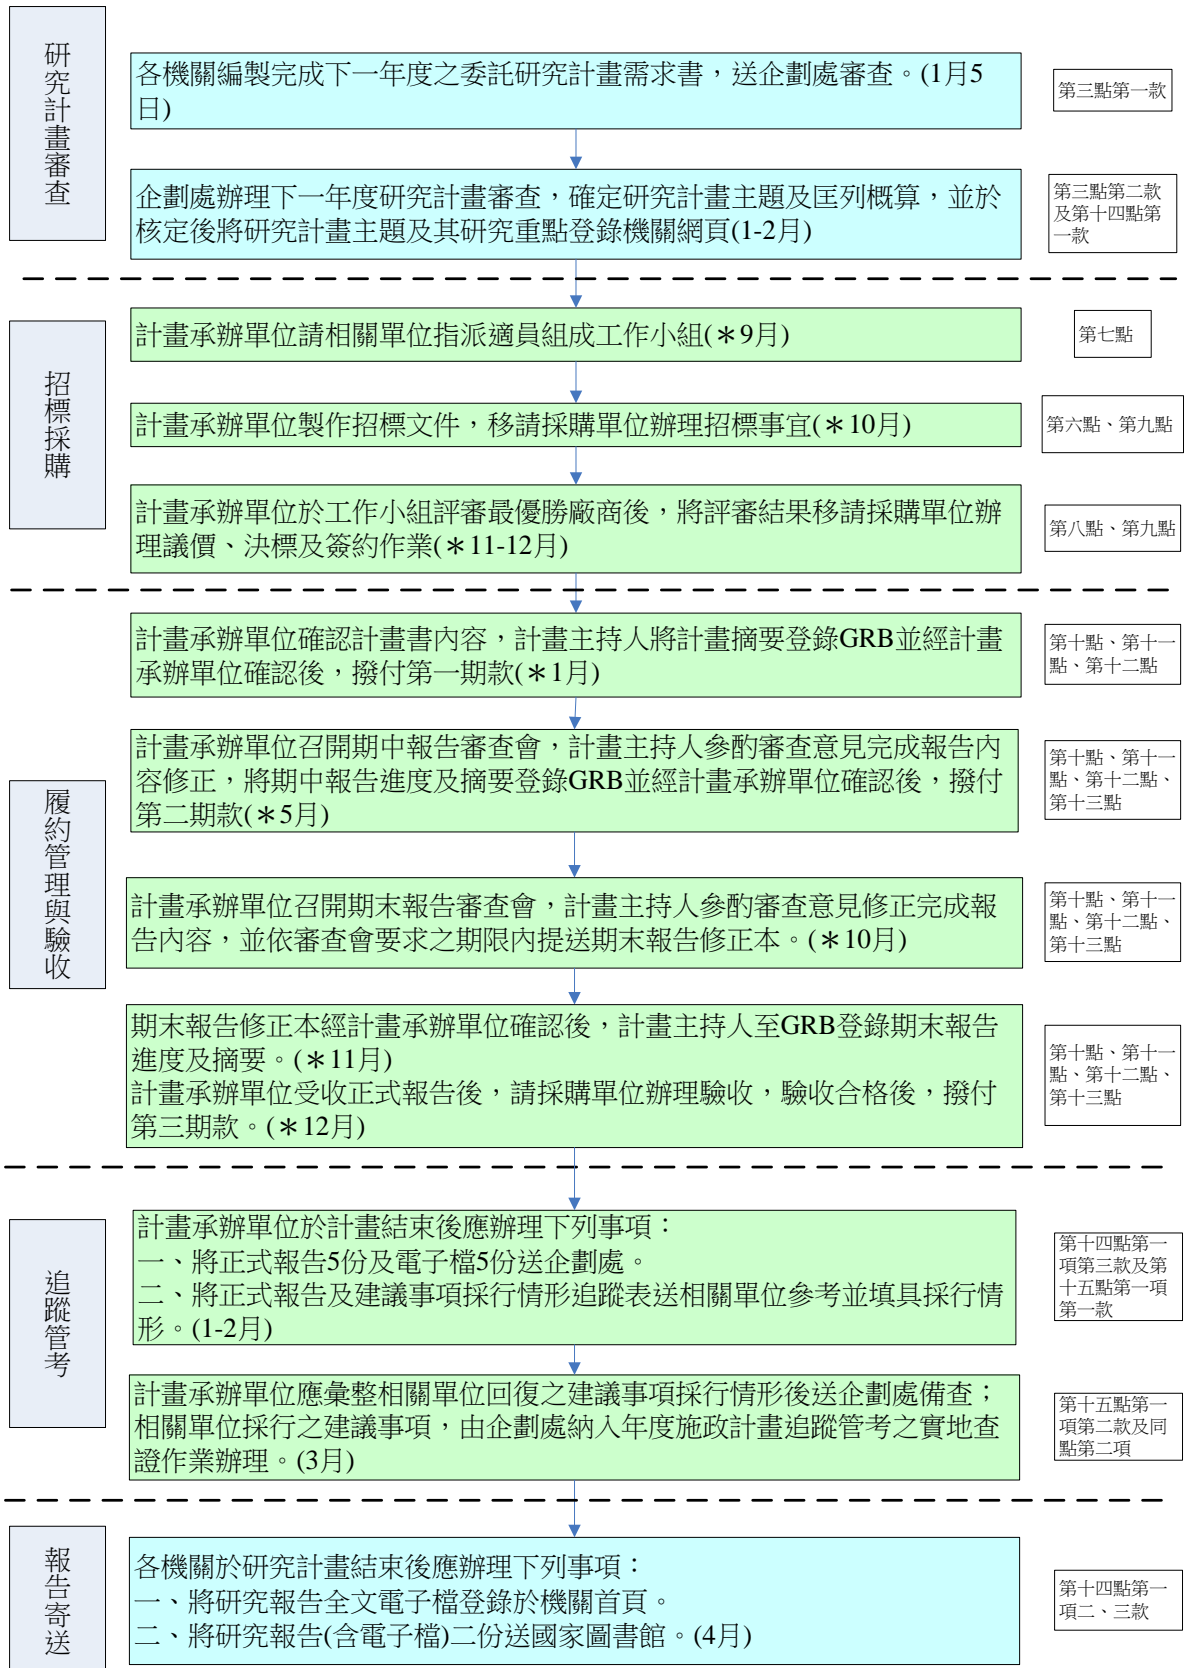 研究計畫審查
各機關編製完成下一年度之委託研究計畫需求書，送企劃處審查。(1月5
日)
第三點第一款
企劃處辦理下一年度研究計畫審查，確定研究計畫主題及匡列概算，並於
核定後將研究計畫主題及其研究重點登錄機關網頁(1-2月)
第三點第二款
及第十四點第
一款
招標採購
計畫承辦單位請相關單位指派適員組成工作小組(＊9月)
第七點
計畫承辦單位製作招標文件，移請採購單位辦理招標事宜(＊10月)
第六點、第九點
計畫承辦單位於工作小組評審最優勝廠商後，將評審結果移請採購單位辦
理議價、決標及簽約作業(＊11-12月)
第八點、第九點
履約管理與驗收
計畫承辦單位確認計畫書內容，計畫主持人將計畫摘要登錄GRB並經計畫
承辦單位確認後，撥付第一期款(＊1月)
第十點、第十一
點、第十二點
計畫承辦單位召開期中報告審查會，計畫主持人參酌審查意見完成報告內
容修正，將期中報告進度及摘要登錄GRB並經計畫承辦單位確認後，撥付
第二期款(＊5月)
第十點、第十一
點、第十二點、
第十三點
計畫承辦單位召開期末報告審查會，計畫主持人參酌審查意見修正完成報
告內容，並依審查會要求之期限內提送期末報告修正本。(＊10月)
第十點、第十一
點、第十二點、
第十三點
期末報告修正本經計畫承辦單位確認後，計畫主持人至GRB登錄期末報告
進度及摘要。(＊11月)
計畫承辦單位受收正式報告後，請採購單位辦理驗收，驗收合格後，撥付
第三期款。(＊12月)
第十點、第十一
點、第十二點、
第十三點
追蹤管考
計畫承辦單位於計畫結束後應辦理下列事項：
一、將正式報告5份及電子檔5份送企劃處。
二、將正式報告及建議事項採行情形追蹤表送相關單位參考並填具採行情
形。(1-2月)
第十四點第一
項第三款及第
十五點第一項
第一款
計畫承辦單位應彙整相關單位回復之建議事項採行情形後送企劃處備查；
相關單位採行之建議事項，由企劃處納入年度施政計畫追蹤管考之實地查
證作業辦理。(3月)
第十五點第一
項第二款及同
點第二項
報告寄送
各機關於研究計畫結束後應辦理下列事項：
一、將研究報告全文電子檔登錄於機關首頁。
二、將研究報告(含電子檔)二份送國家圖書館。(4月)
第十四點第一
項二、三款